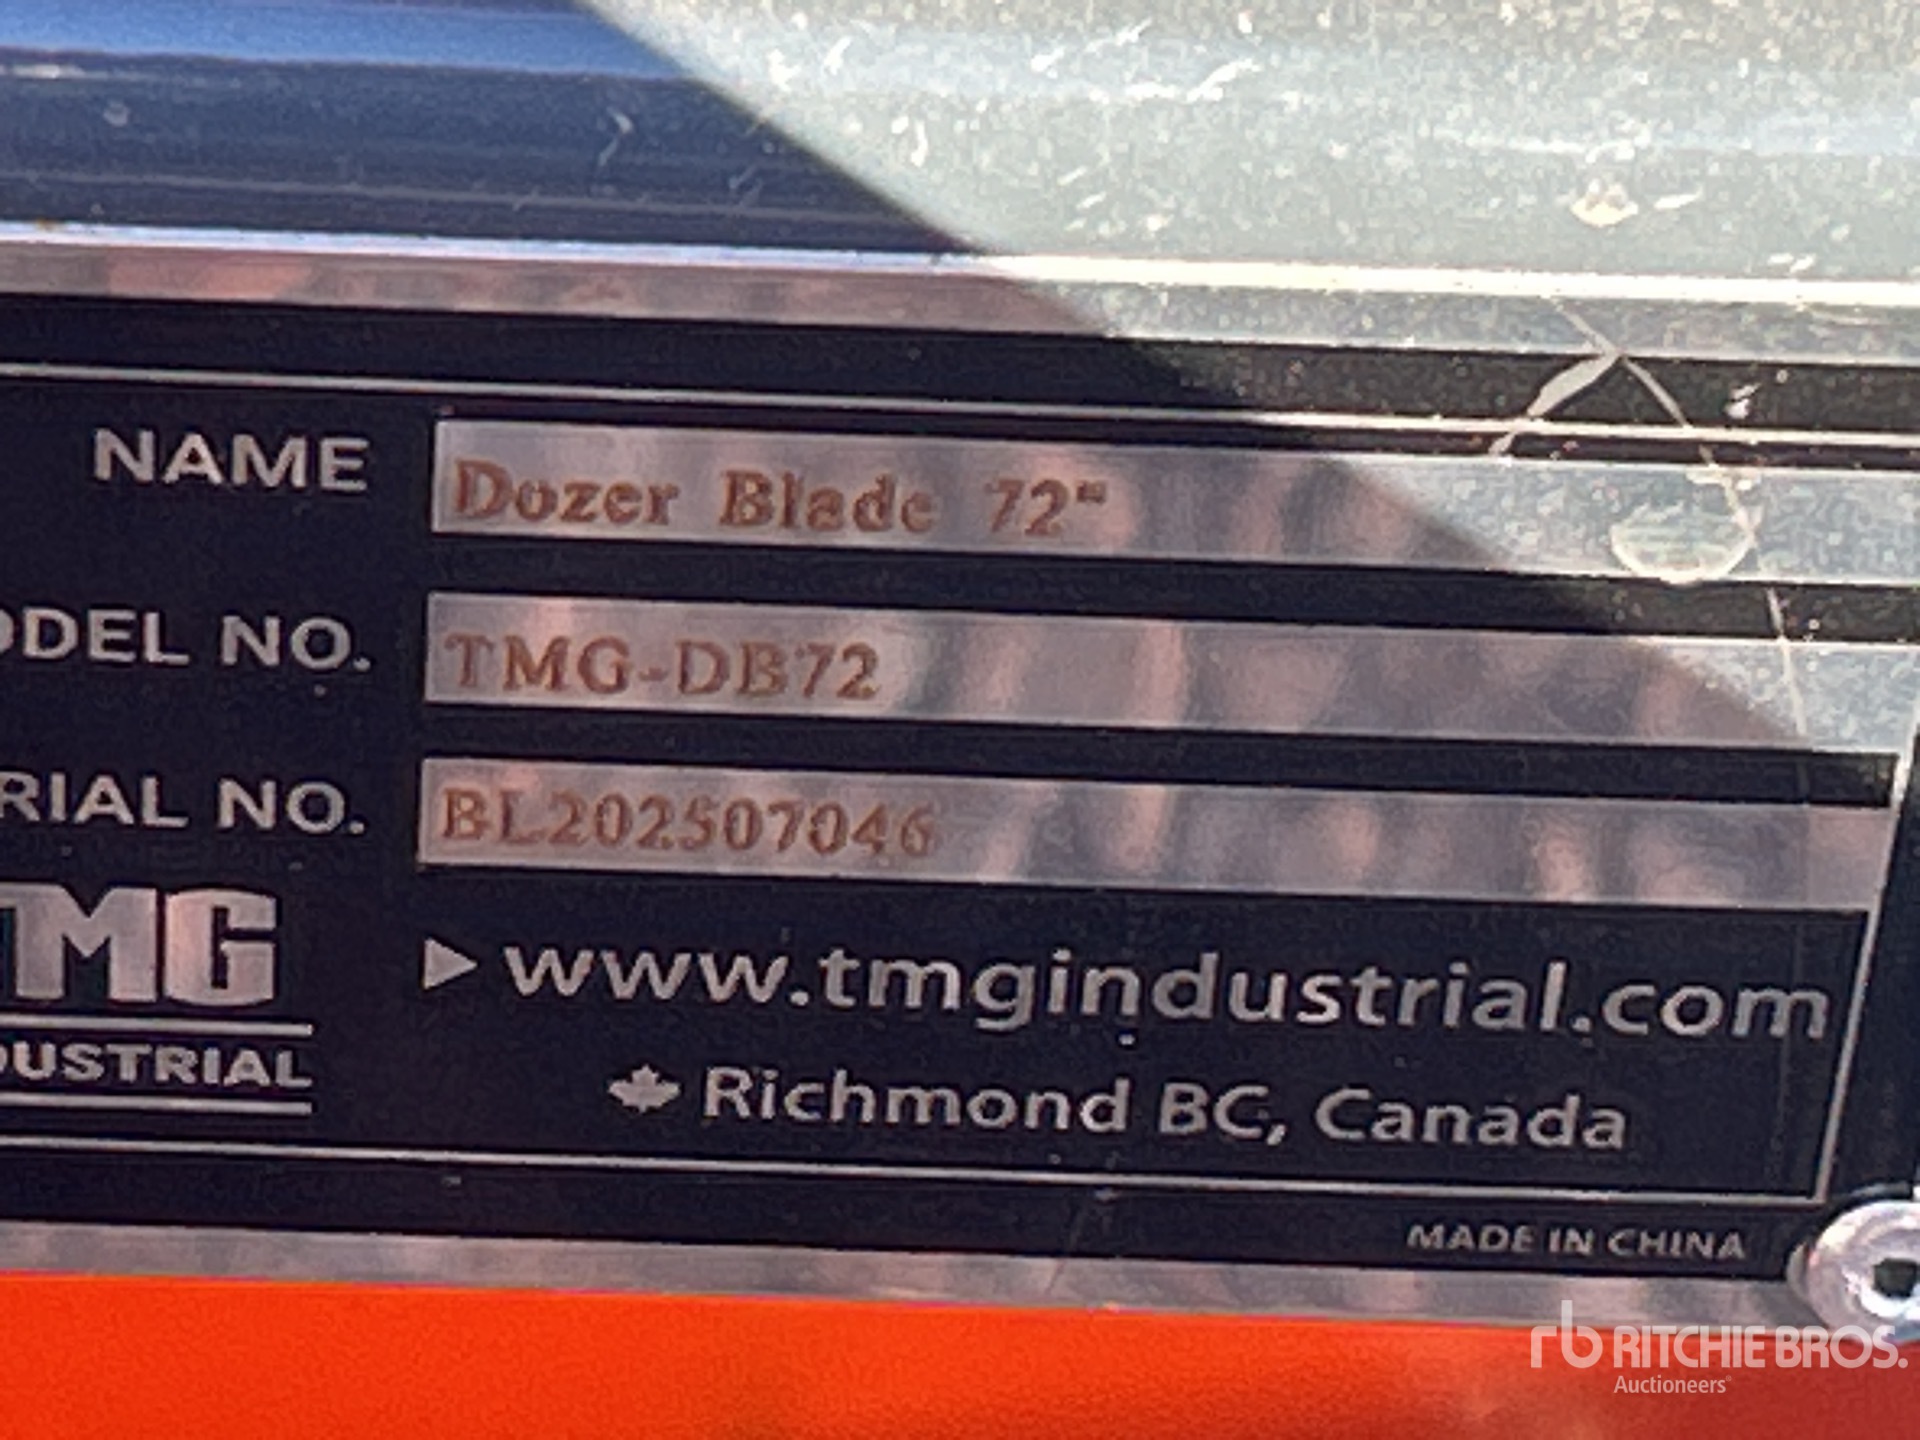 NAME Dozer Blade 72"
ODEL NO. TMG-DB72
RIAL NO. BL202507046
TMG
DUSTRIAL
www.tmgindustrial.com
Richmond BC, Canada
MADE IN CHINA
rb RITCHIE BROS.
Auctioneers